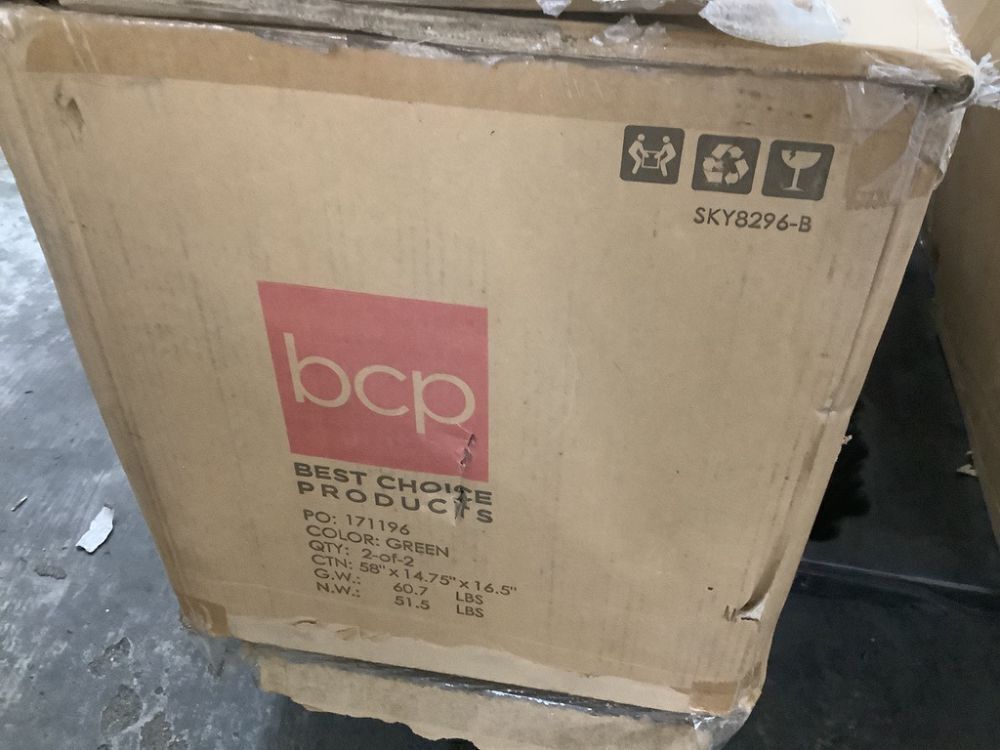 SKY8296-B
bcp
BEST CHOICE
PRODUCTS
PO: 171196
COLOR: GREEN
QTY: 2-of-2
CTN: 58" x 14.75" x 16.5"
G.W.: 60.7 LBS
N.W.: 51.5 LBS